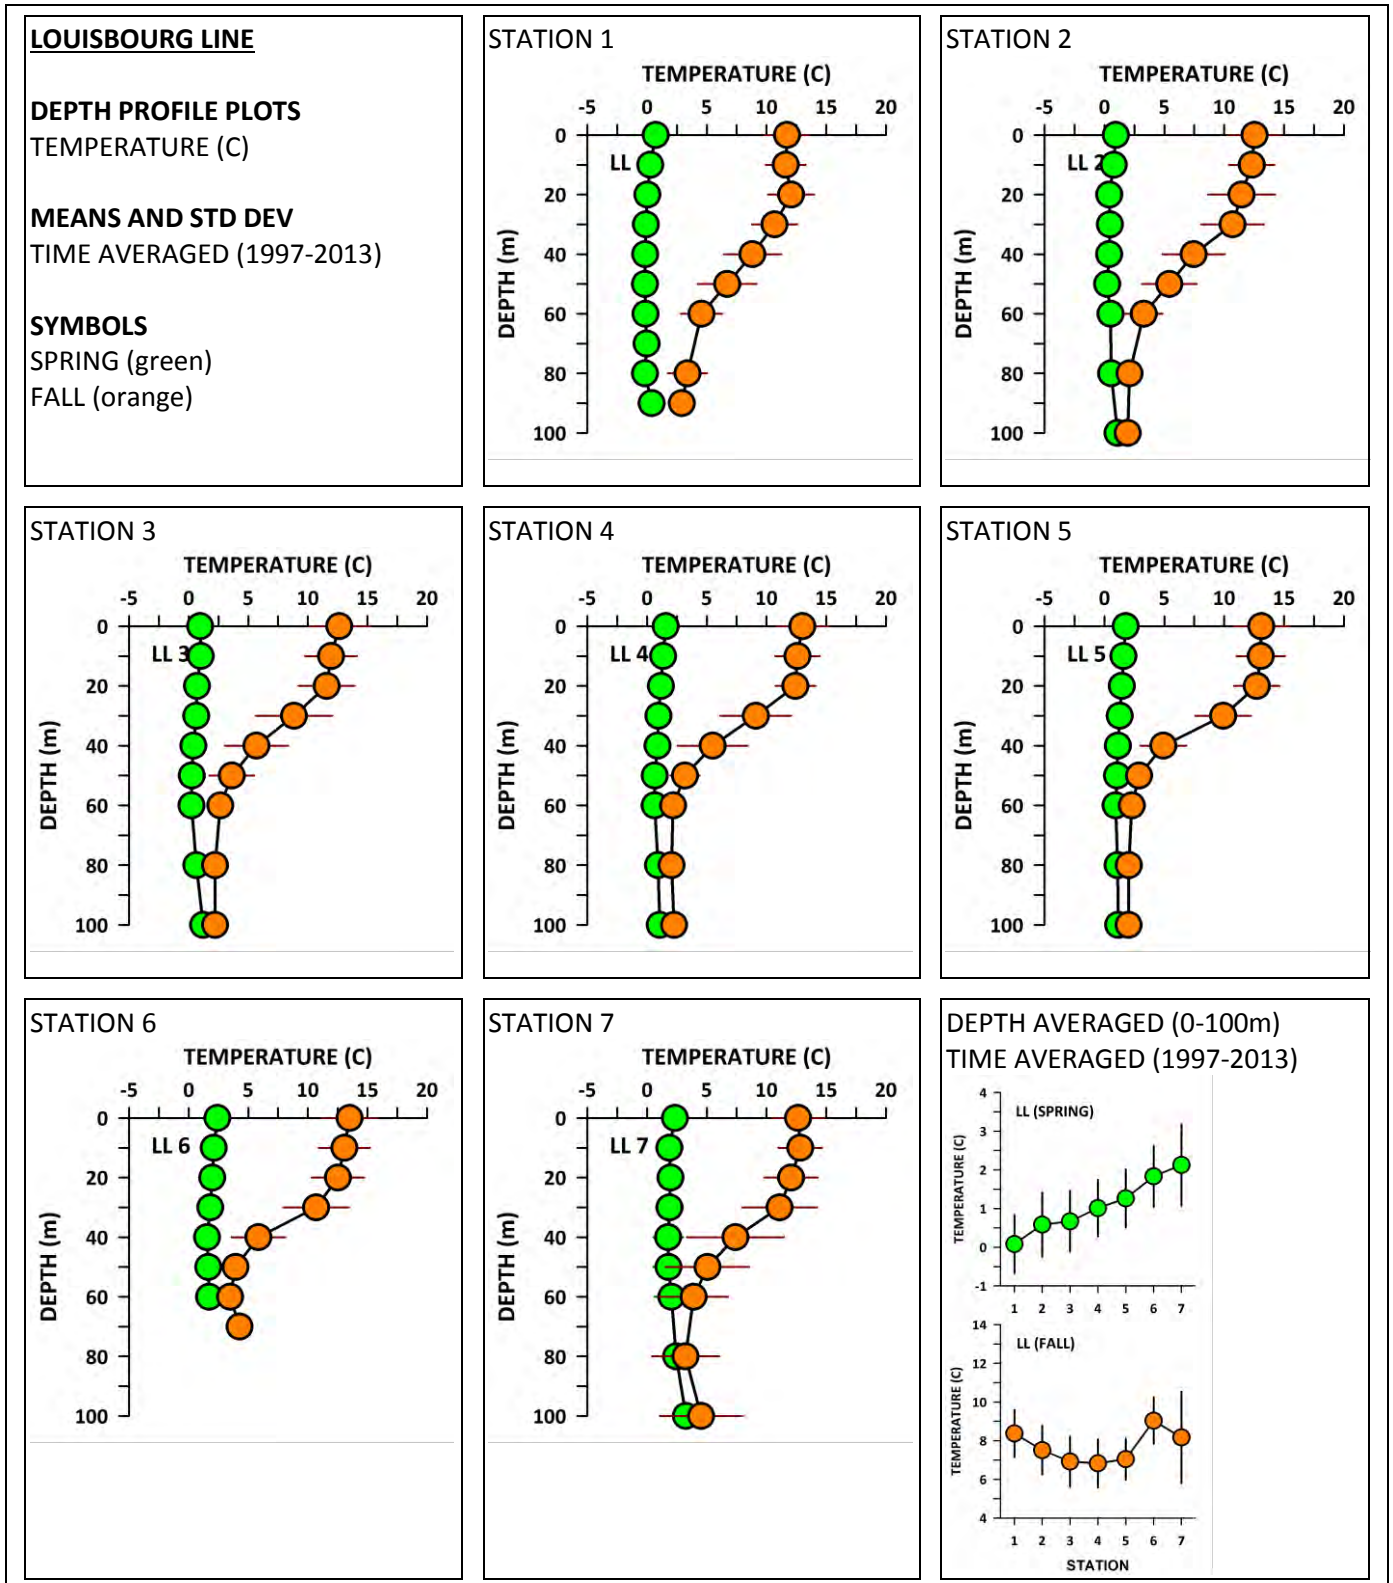 LOUISBOURG LINE
DEPTH PROFILE PLOTS
TEMPERATURE (C)
MEANS AND STD DEV
TIME AVERAGED (1997-2013)
SYMBOLS
SPRING (green)
FALL (orange)
STATION 1
TEMPERATURE (C)
-5 0 5 10 15 20
DEPTH (m)
0
20
40
60
80
100
LL
STATION 2
TEMPERATURE (C)
-5 0 5 10 15 20
DEPTH (m)
0
20
40
60
80
100
LL 2
STATION 3
TEMPERATURE (C)
-5 0 5 10 15 20
DEPTH (m)
0
20
40
60
80
100
LL 3
STATION 4
TEMPERATURE (C)
-5 0 5 10 15 20
DEPTH (m)
0
20
40
60
80
100
LL 4
STATION 5
TEMPERATURE (C)
-5 0 5 10 15 20
DEPTH (m)
0
20
40
60
80
100
LL 5
STATION 6
TEMPERATURE (C)
-5 0 5 10 15 20
DEPTH (m)
0
20
40
60
80
100
LL 6
STATION 7
TEMPERATURE (C)
-5 0 5 10 15 20
DEPTH (m)
0
20
40
60
80
100
LL 7
DEPTH AVERAGED (0-100m)
TIME AVERAGED (1997-2013)
LL (SPRING)
TEMPERATURE (C)
4
3
2
1
0
-1
1 2 3 4 5 6 7
LL (FALL)
TEMPERATURE (C)
14
12
10
8
6
4
1 2 3 4 5 6 7
STATION